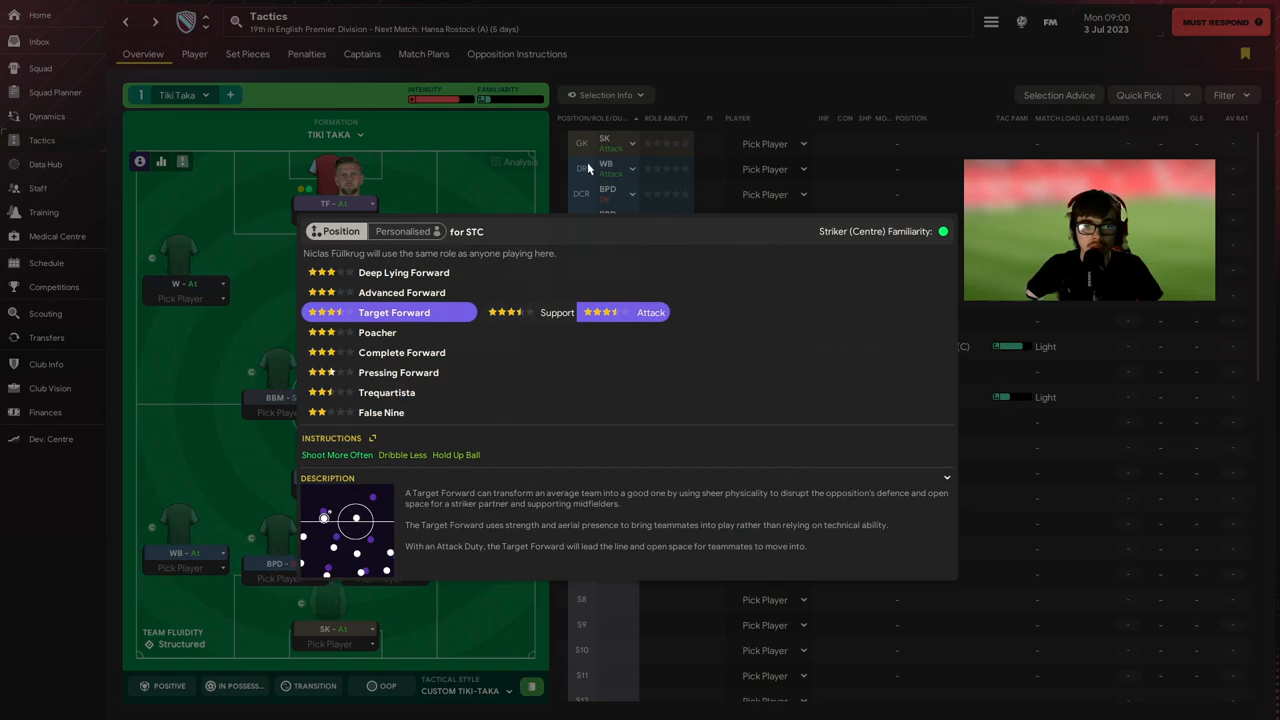 Home
Inbox
Squad
Squad Planner
Dynamics
Tactics
Data Hub
Staff
Training
Medical Centre
Schedule
Competitions
Scouting
Transfers
Club Info
Club Vision
Finances
Dev. Centre
Tactics
19th in English Premier Division - Next Match: Hansa Rostock (A) (5 days)
FM
Mon 09:00
3 Jul 2023
MUST RESPOND
Overview Player Set Pieces Penalties Captains Match Plans Opposition Instructions
1 Tiki Taka
INTENSITY
FAMILIARITY
FORMATION
TIKI TAKA
Analysis
TF - At
W - At
Pick Player
BBM - S
Pick Player
WB - At
Pick Player
BPD -
Pick Player
SK - At
Pick Player
TEAM FLUIDITY
Structured
POSITIVE
IN POSSESS...
TRANSITION
OOP
TACTICAL STYLE
CUSTOM TIKI-TAKA
Selection Info
Selection Advice
Quick Pick
Filter
POSITION/ROLE/DU... ROLE ABILITY PI PLAYER INF CON SHP MO... POSITION TAC FAMI MATCH LOAD LAST 5 GAMES APPS GLS AV RAT
GK SK Attack Pick Player
DR WB Attack Pick Player
DCR BPD De Pick Player
Position Personalised for STC
Striker (Centre) Familiarity:
Niclas Füllkrug will use the same role as anyone playing here.
Deep Lying Forward
Advanced Forward
Target Forward Support Attack
Poacher
Complete Forward
Pressing Forward
Trequartista
False Nine
INSTRUCTIONS
Shoot More Often Dribble Less Hold Up Ball
DESCRIPTION
A Target Forward can transform an average team into a good one by using sheer physicality to disrupt the opposition's defence and open
space for a striker partner and supporting midfielders.
The Target Forward uses strength and aerial presence to bring teammates into play rather than relying on technical ability.
With an Attack Duty, the Target Forward will lead the line and open space for teammates to move into.
(C) Light
Light
S8 Pick Player
S9 Pick Player
S10 Pick Player
S11 Pick Player